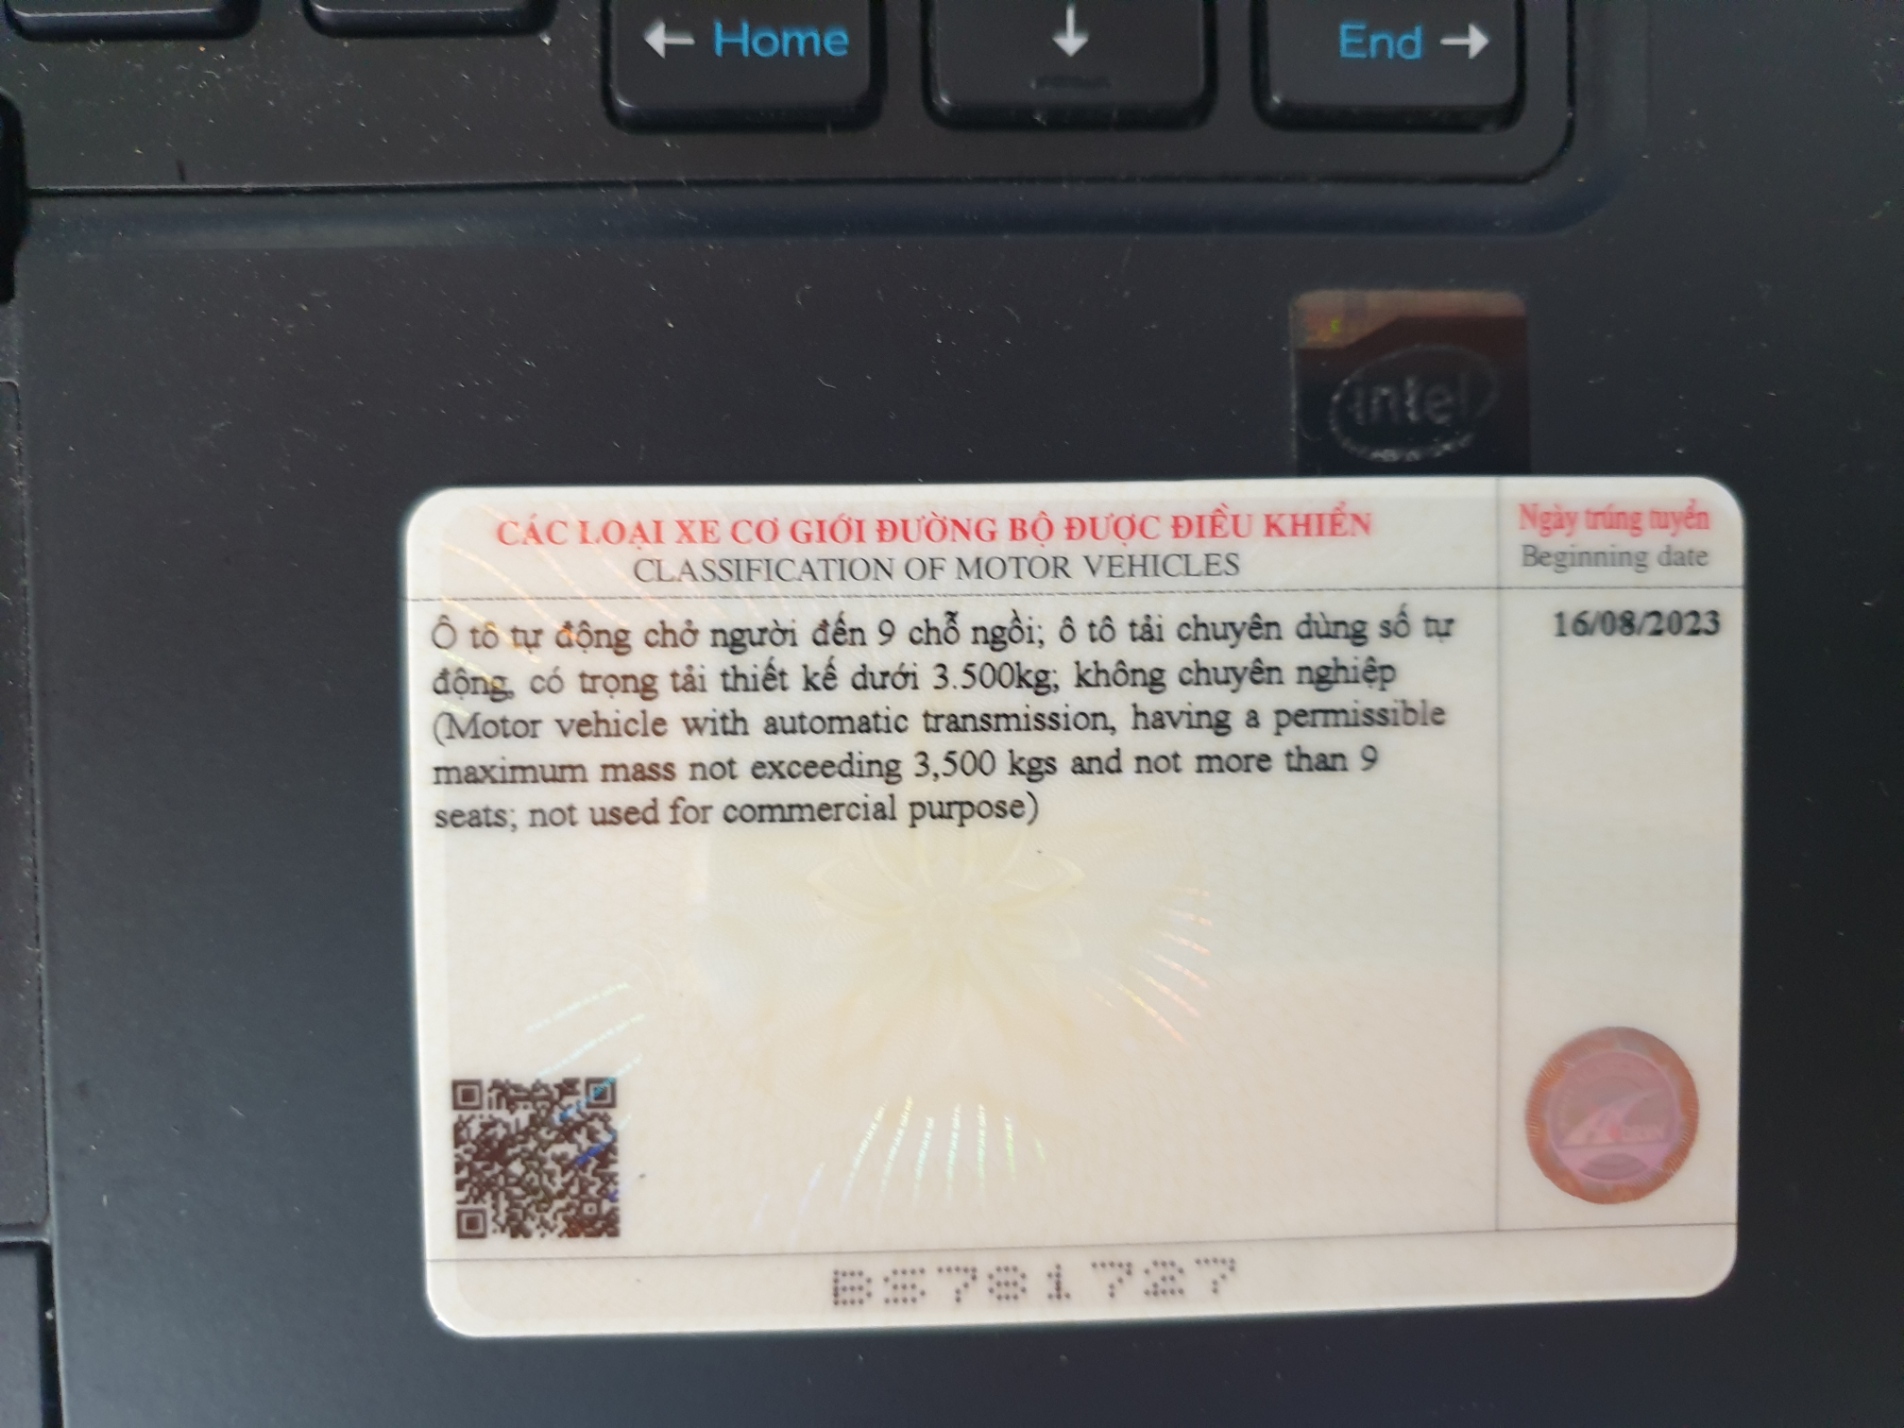 ← Home ↓ End →
intel
CÁC LOẠI XE CƠ GIỚI ĐƯỜNG BỘ ĐƯỢC ĐIỀU KHIỂN
CLASSIFICATION OF MOTOR VEHICLES
Ngày trúng tuyển
Beginning date
Ô tô tự động chở người đến 9 chỗ ngồi; ô tô tải chuyên dùng số tự
động, có trọng tải thiết kế dưới 3.500kg; không chuyên nghiệp
(Motor vehicle with automatic transmission, having a permissible
maximum mass not exceeding 3,500 kgs and not more than 9
seats; not used for commercial purpose)
16/08/2023
BS781727